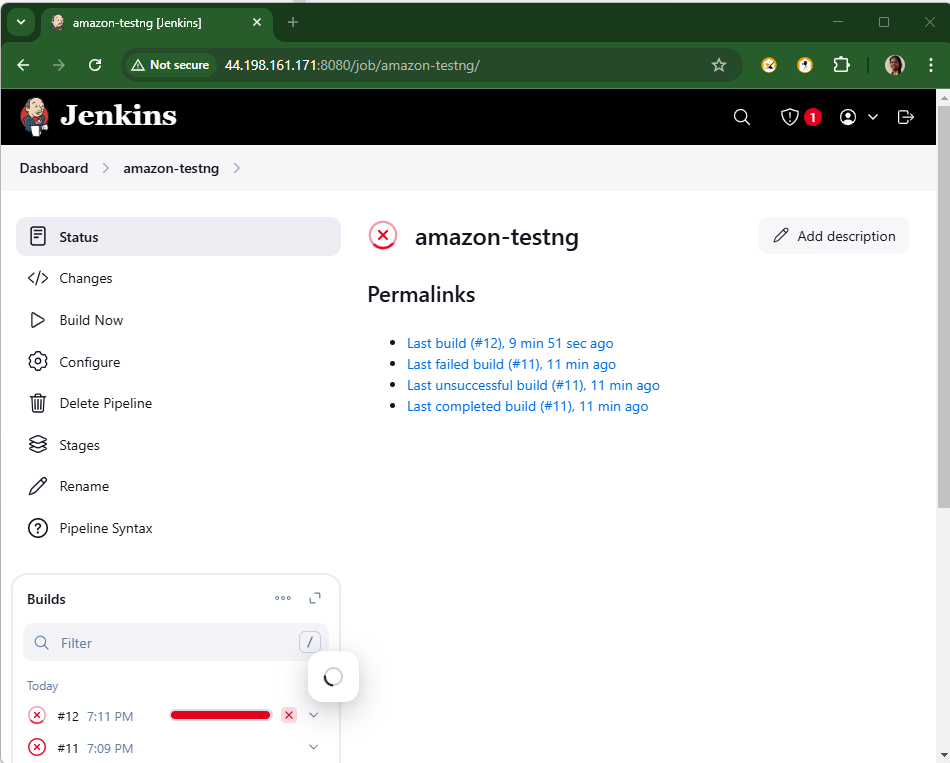 amazon-testng [Jenkins]
Not secure 44.198.161.171:8080/job/amazon-testng/
Jenkins
1
Dashboard amazon-testng
Status
Changes
Build Now
Configure
Delete Pipeline
Stages
Rename
Pipeline Syntax
amazon-testng
Add description
Permalinks
Last build (#12), 9 min 51 sec ago
Last failed build (#11), 11 min ago
Last unsuccessful build (#11), 11 min ago
Last completed build (#11), 11 min ago
Builds
Filter /
Today
#12 7:11 PM
#11 7:09 PM